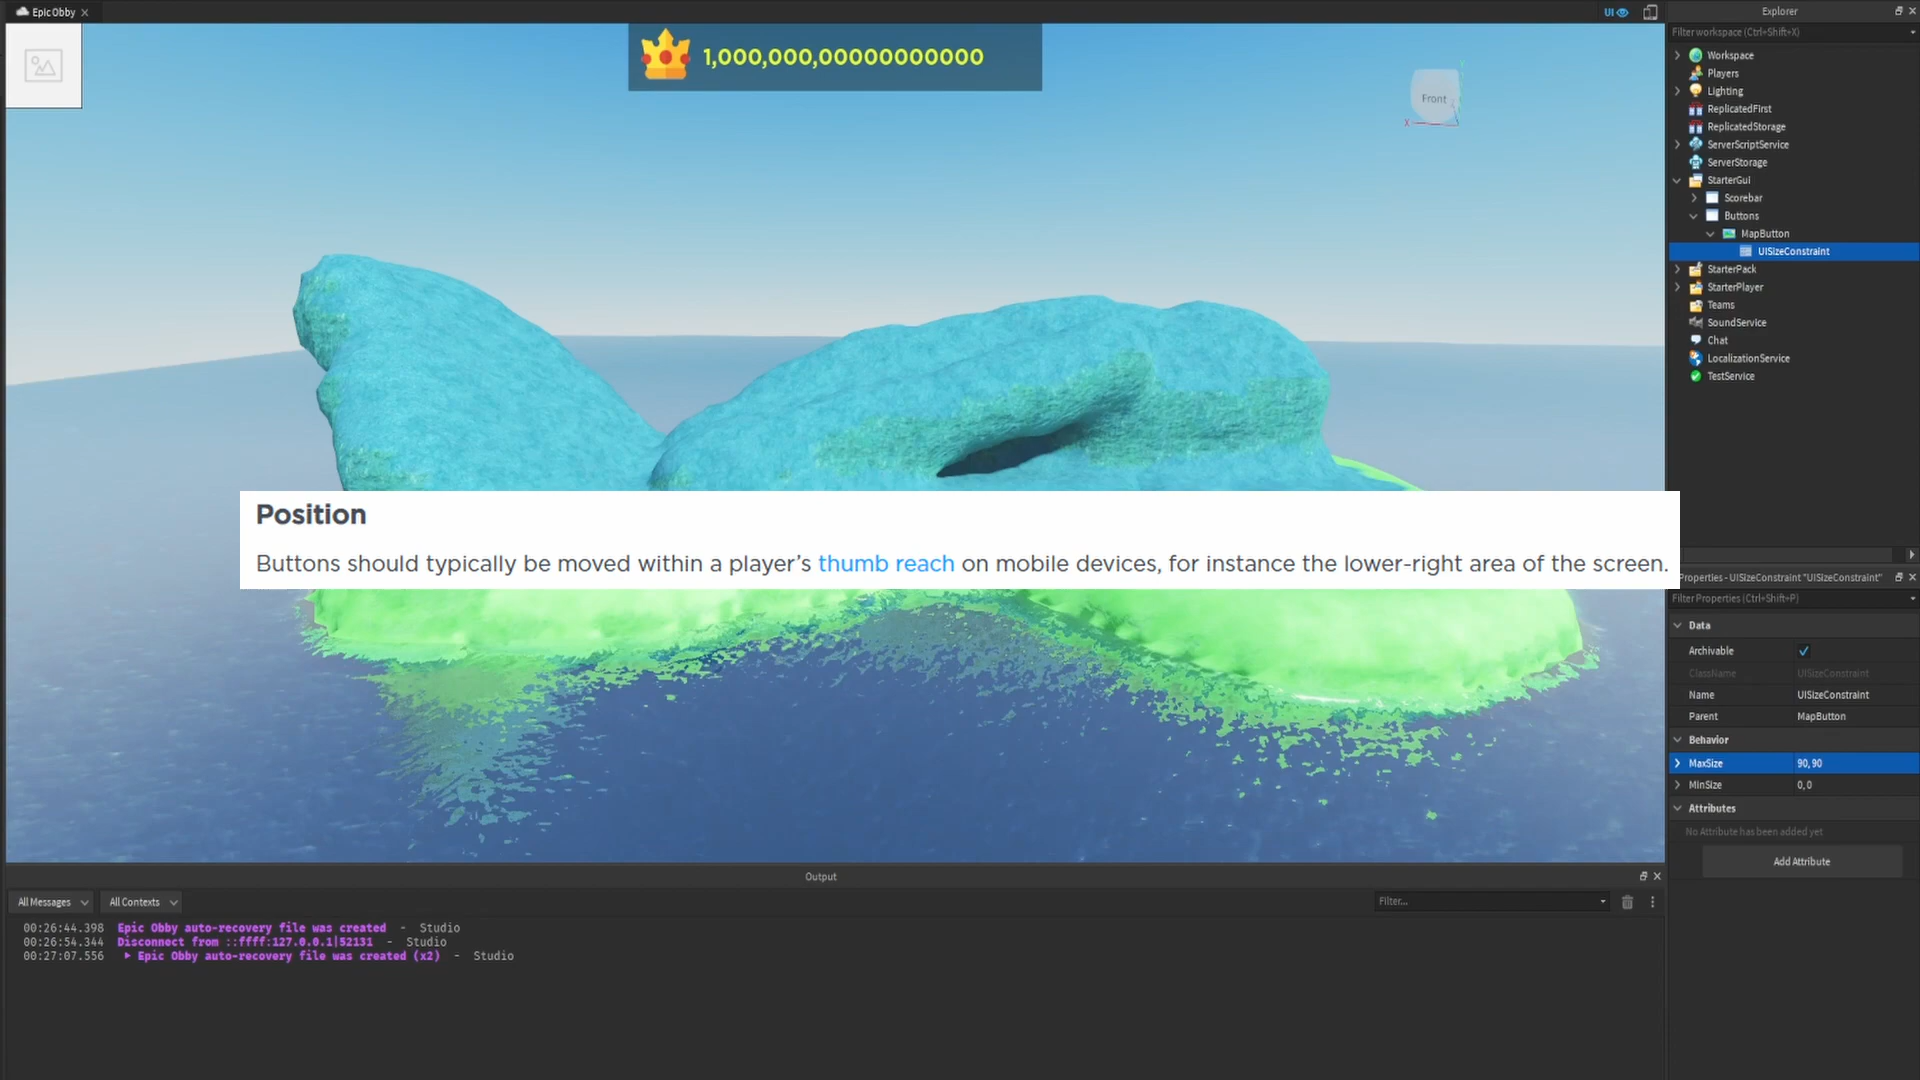 Epic Obby
UI
1,000,000,00000000000
Front
X
Position
Buttons should typically be moved within a player's thumb reach on mobile devices, for instance the lower-right area of the screen.
Output
All Messages
All Contexts
Filter...
00:26:44.398 Epic Obby auto-recovery file was created - Studio
00:26:54.344 Disconnect from ::ffff:127.0.0.1|52131 - Studio
00:27:07.556 Epic Obby auto-recovery file was created (x2) - Studio
Explorer
Filter workspace (Ctrl+Shift+X)
Workspace
Players
Lighting
ReplicatedFirst
ReplicatedStorage
ServerScriptService
ServerStorage
StarterGui
Scorebar
Buttons
MapButton
UISizeConstraint
StarterPack
StarterPlayer
Teams
SoundService
Chat
LocalizationService
TestService
Properties - UISizeConstraint "UISizeConstraint"
Filter Properties (Ctrl+Shift+P)
Data
Archivable
ClassName UISizeConstraint
Name UISizeConstraint
Parent MapButton
Behavior
MaxSize 90, 90
MinSize 0, 0
Attributes
No Attribute has been added yet
Add Attribute